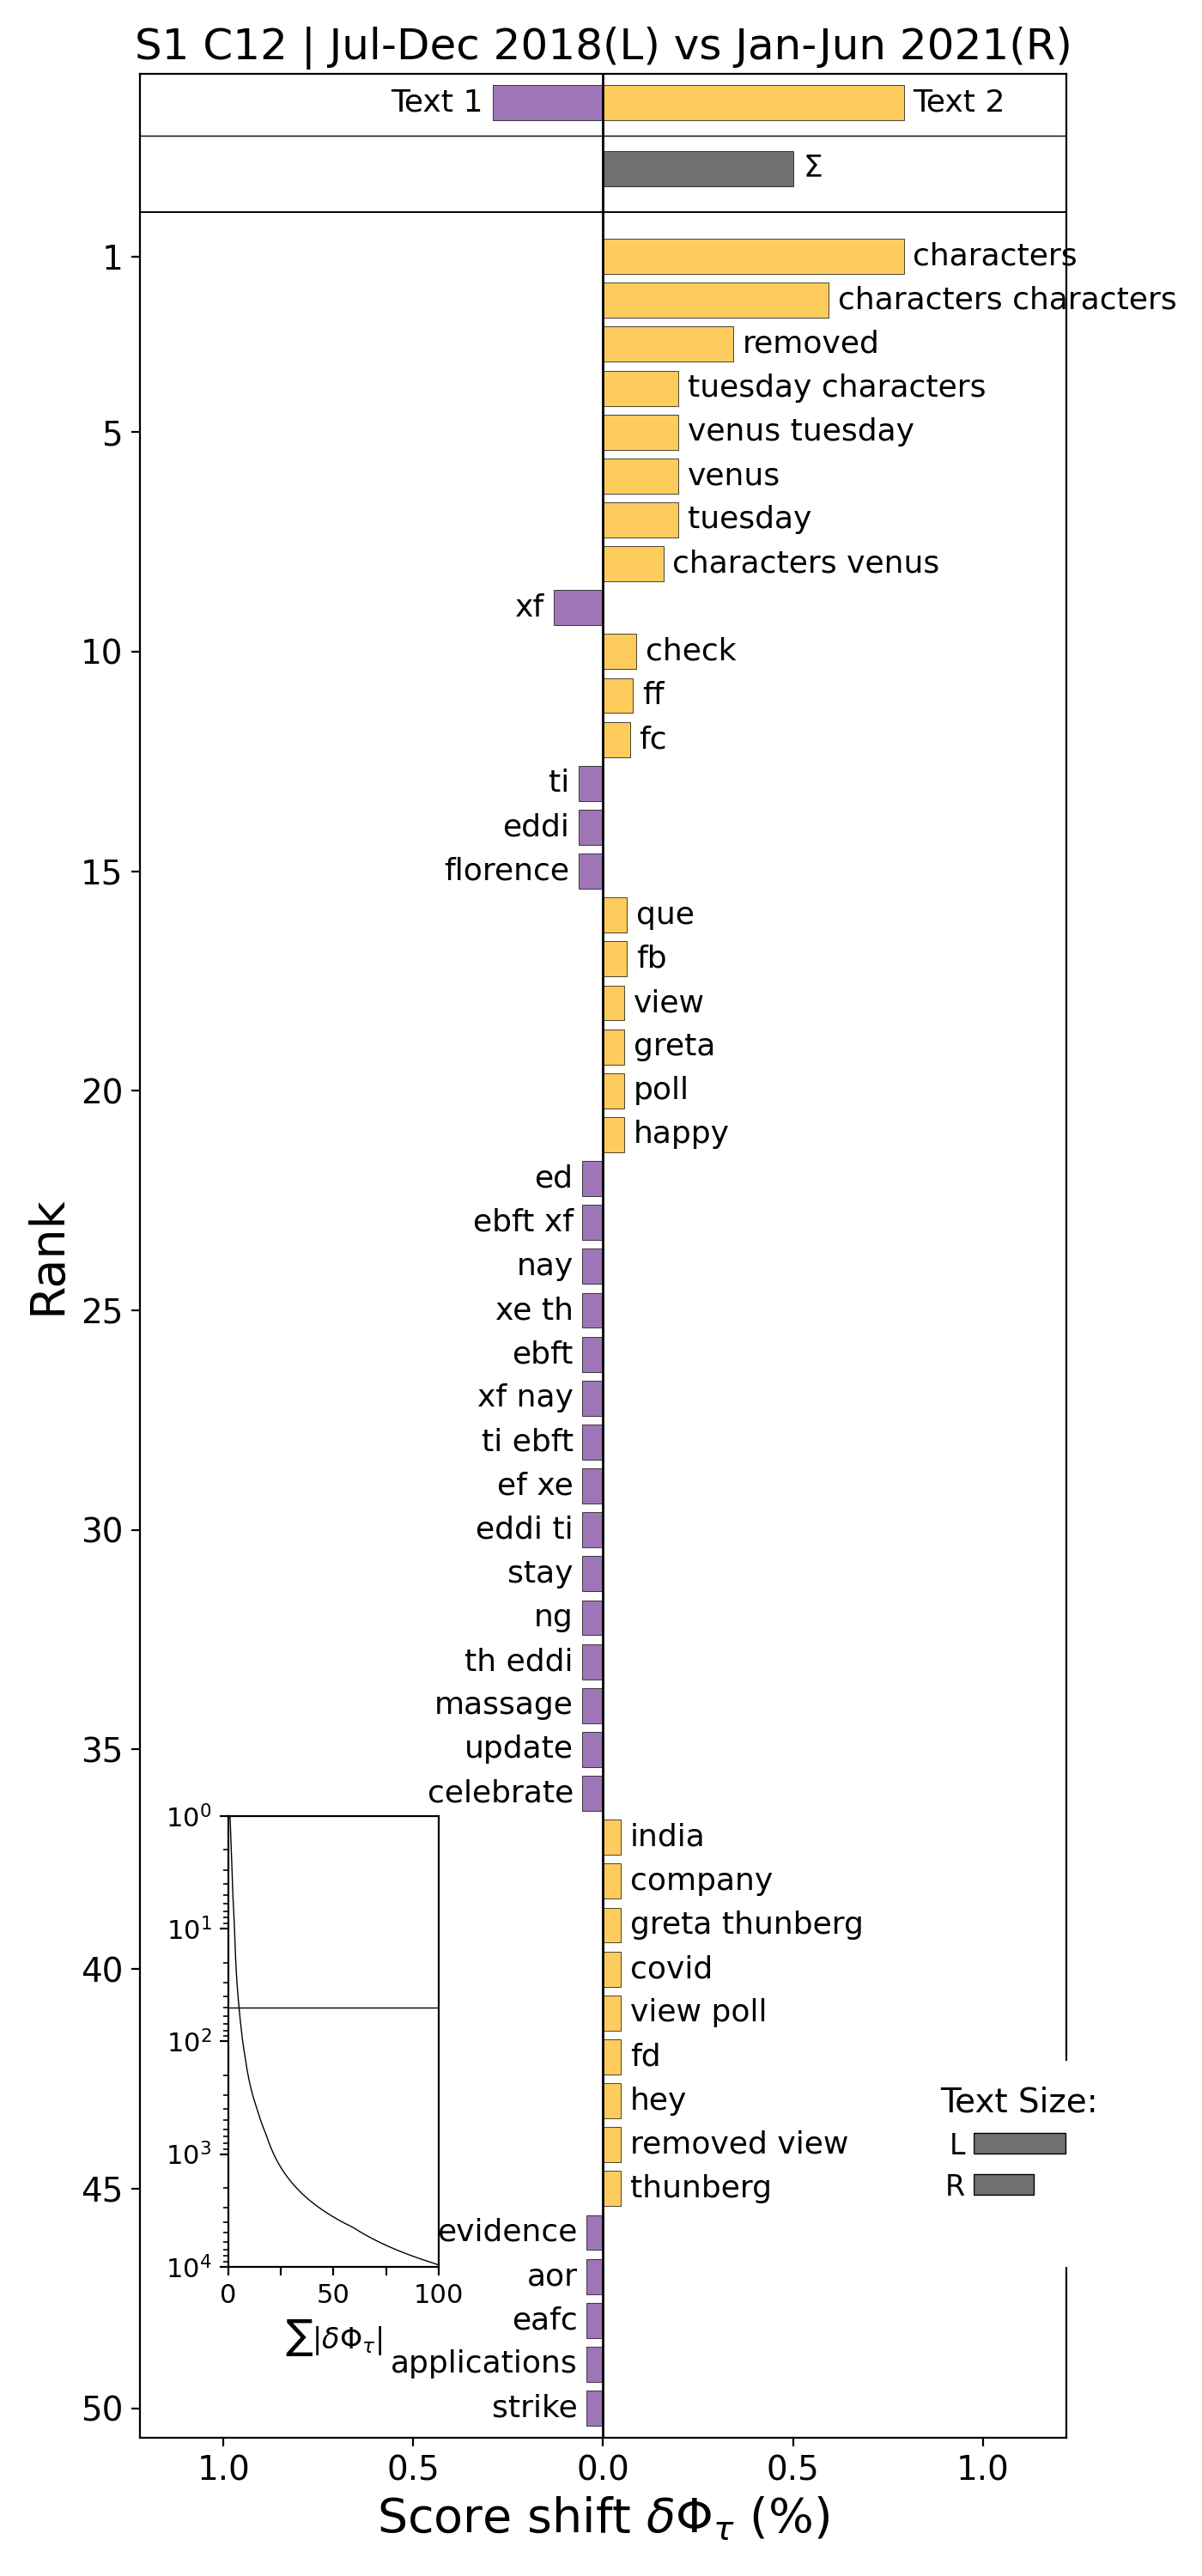 S1 C12 | Jul-Dec 2018(L) vs Jan-Jun 2021(R)
Text 1
Text 2
Σ
1
characters
characters characters
removed
tuesday characters
5
venus tuesday
venus
tuesday
characters venus
xf
10
check
ff
fc
ti
eddi
15
florence
que
fb
view
greta
20
poll
happy
ed
ebft xf
nay
Rank
25
xe th
ebft
xf nay
ti ebft
ef xe
30
eddi ti
stay
ng
th eddi
massage
35
update
celebrate
10⁰
india
company
greta thunberg
10¹
40
covid
view poll
10²
fd
hey
Text Size:
removed view
L
10³
45
thunberg
R
evidence
10⁴
aor
0 50 100
eafc
∑|δΦτ|
applications
50
strike
1.0 0.5 0.0 0.5 1.0
Score shift δΦτ (%)